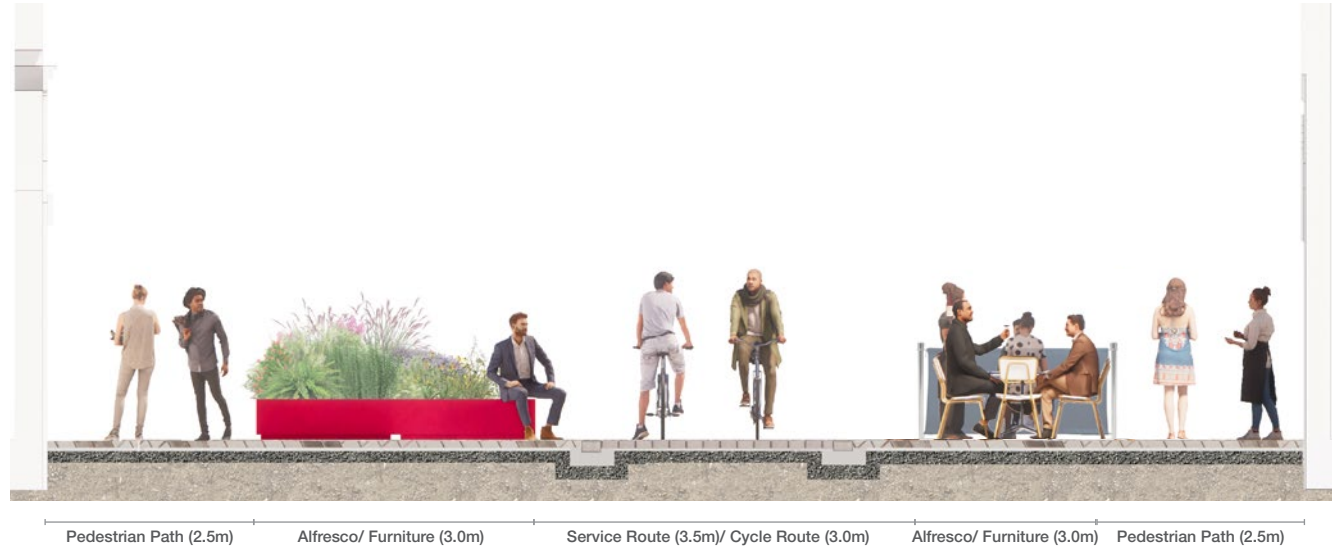 Pedestrian Path (2.5m) Alfresco/ Furniture (3.0m) Service Route (3.5m)/ Cycle Route (3.0m) Alfresco/ Furniture (3.0m) Pedestrian Path (2.5m)